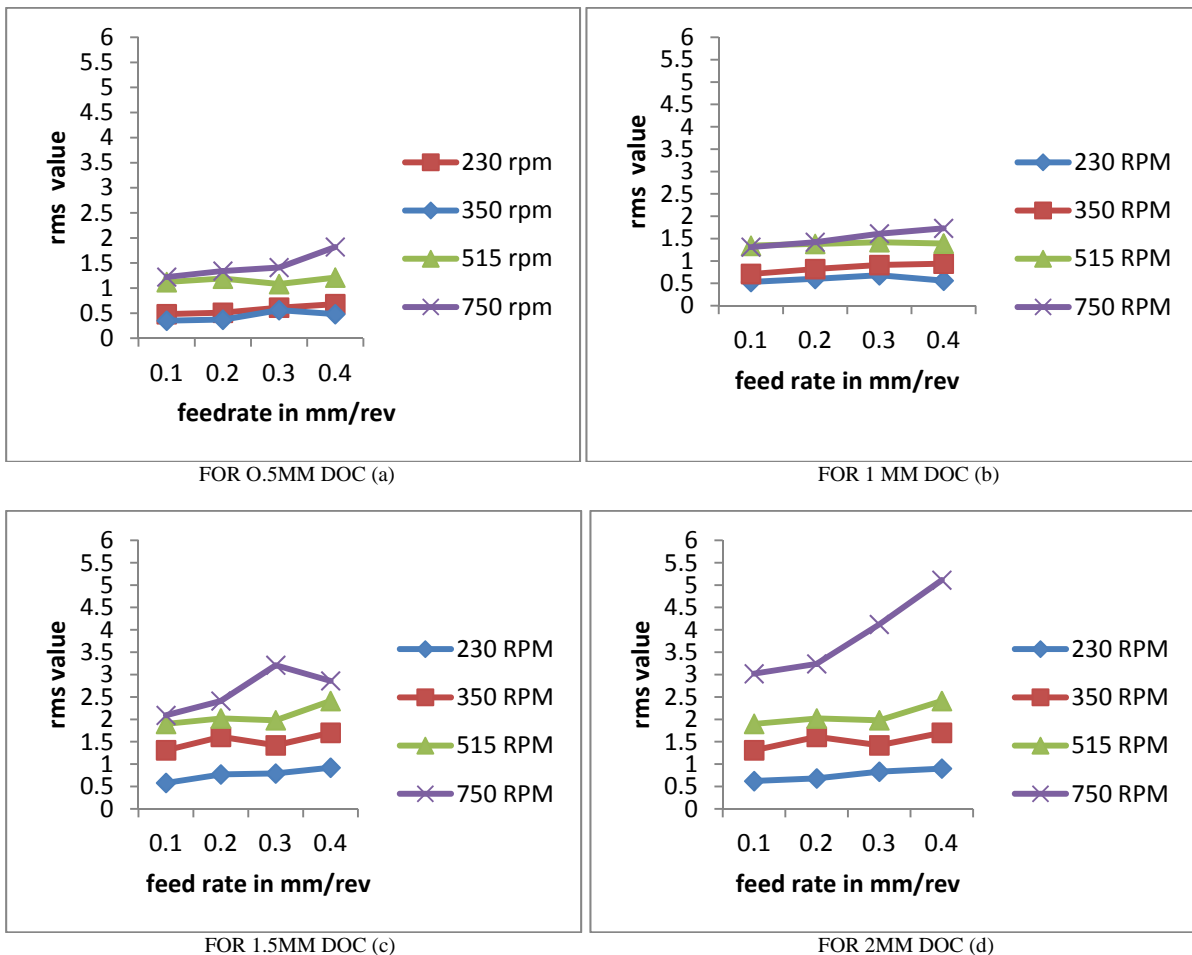 6
5.5
5
4.5
4
3.5
3
2.5
2
1.5
1
0.5
0
rms value
0.1 0.2 0.3 0.4
feedrate in mm/rev
230 rpm
350 rpm
515 rpm
750 rpm
FOR O.5MM DOC (a)
6
5.5
5
4.5
4
3.5
3
2.5
2
1.5
1
0.5
0
rms value
0.1 0.2 0.3 0.4
feed rate in mm/rev
230 RPM
350 RPM
515 RPM
750 RPM
FOR 1 MM DOC (b)
6
5.5
5
4.5
4
3.5
3
2.5
2
1.5
1
0.5
0
rms value
0.1 0.2 0.3 0.4
feed rate in mm/rev
230 RPM
350 RPM
515 RPM
750 RPM
FOR 1.5MM DOC (c)
6
5.5
5
4.5
4
3.5
3
2.5
2
1.5
1
0.5
0
rms value
0.1 0.2 0.3 0.4
feed rate in mm/rev
230 RPM
350 RPM
515 RPM
750 RPM
FOR 2MM DOC (d)